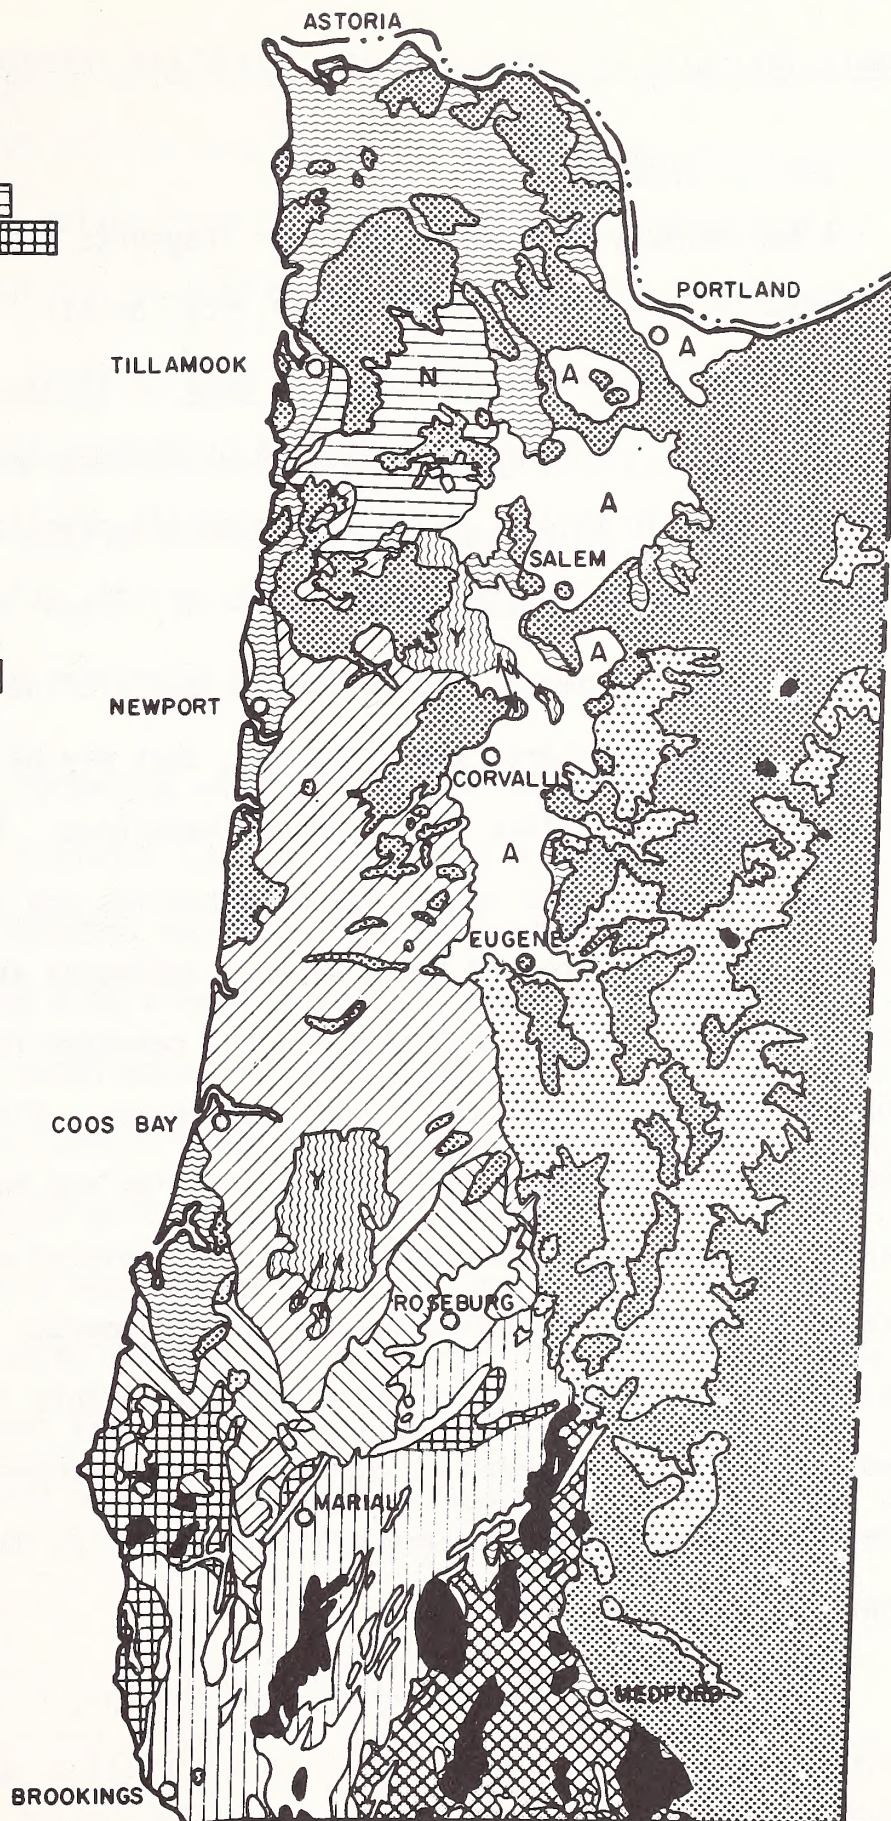 ASTORIA
PORTLAND
A
TILLAMOOK
N
A
A
SALEM
Y
A
N
NEWPORT
CORVALLIS
A
EUGENE
COOS BAY
Y
ROSEBURG
MARIAL
MEDFORD
BROOKINGS